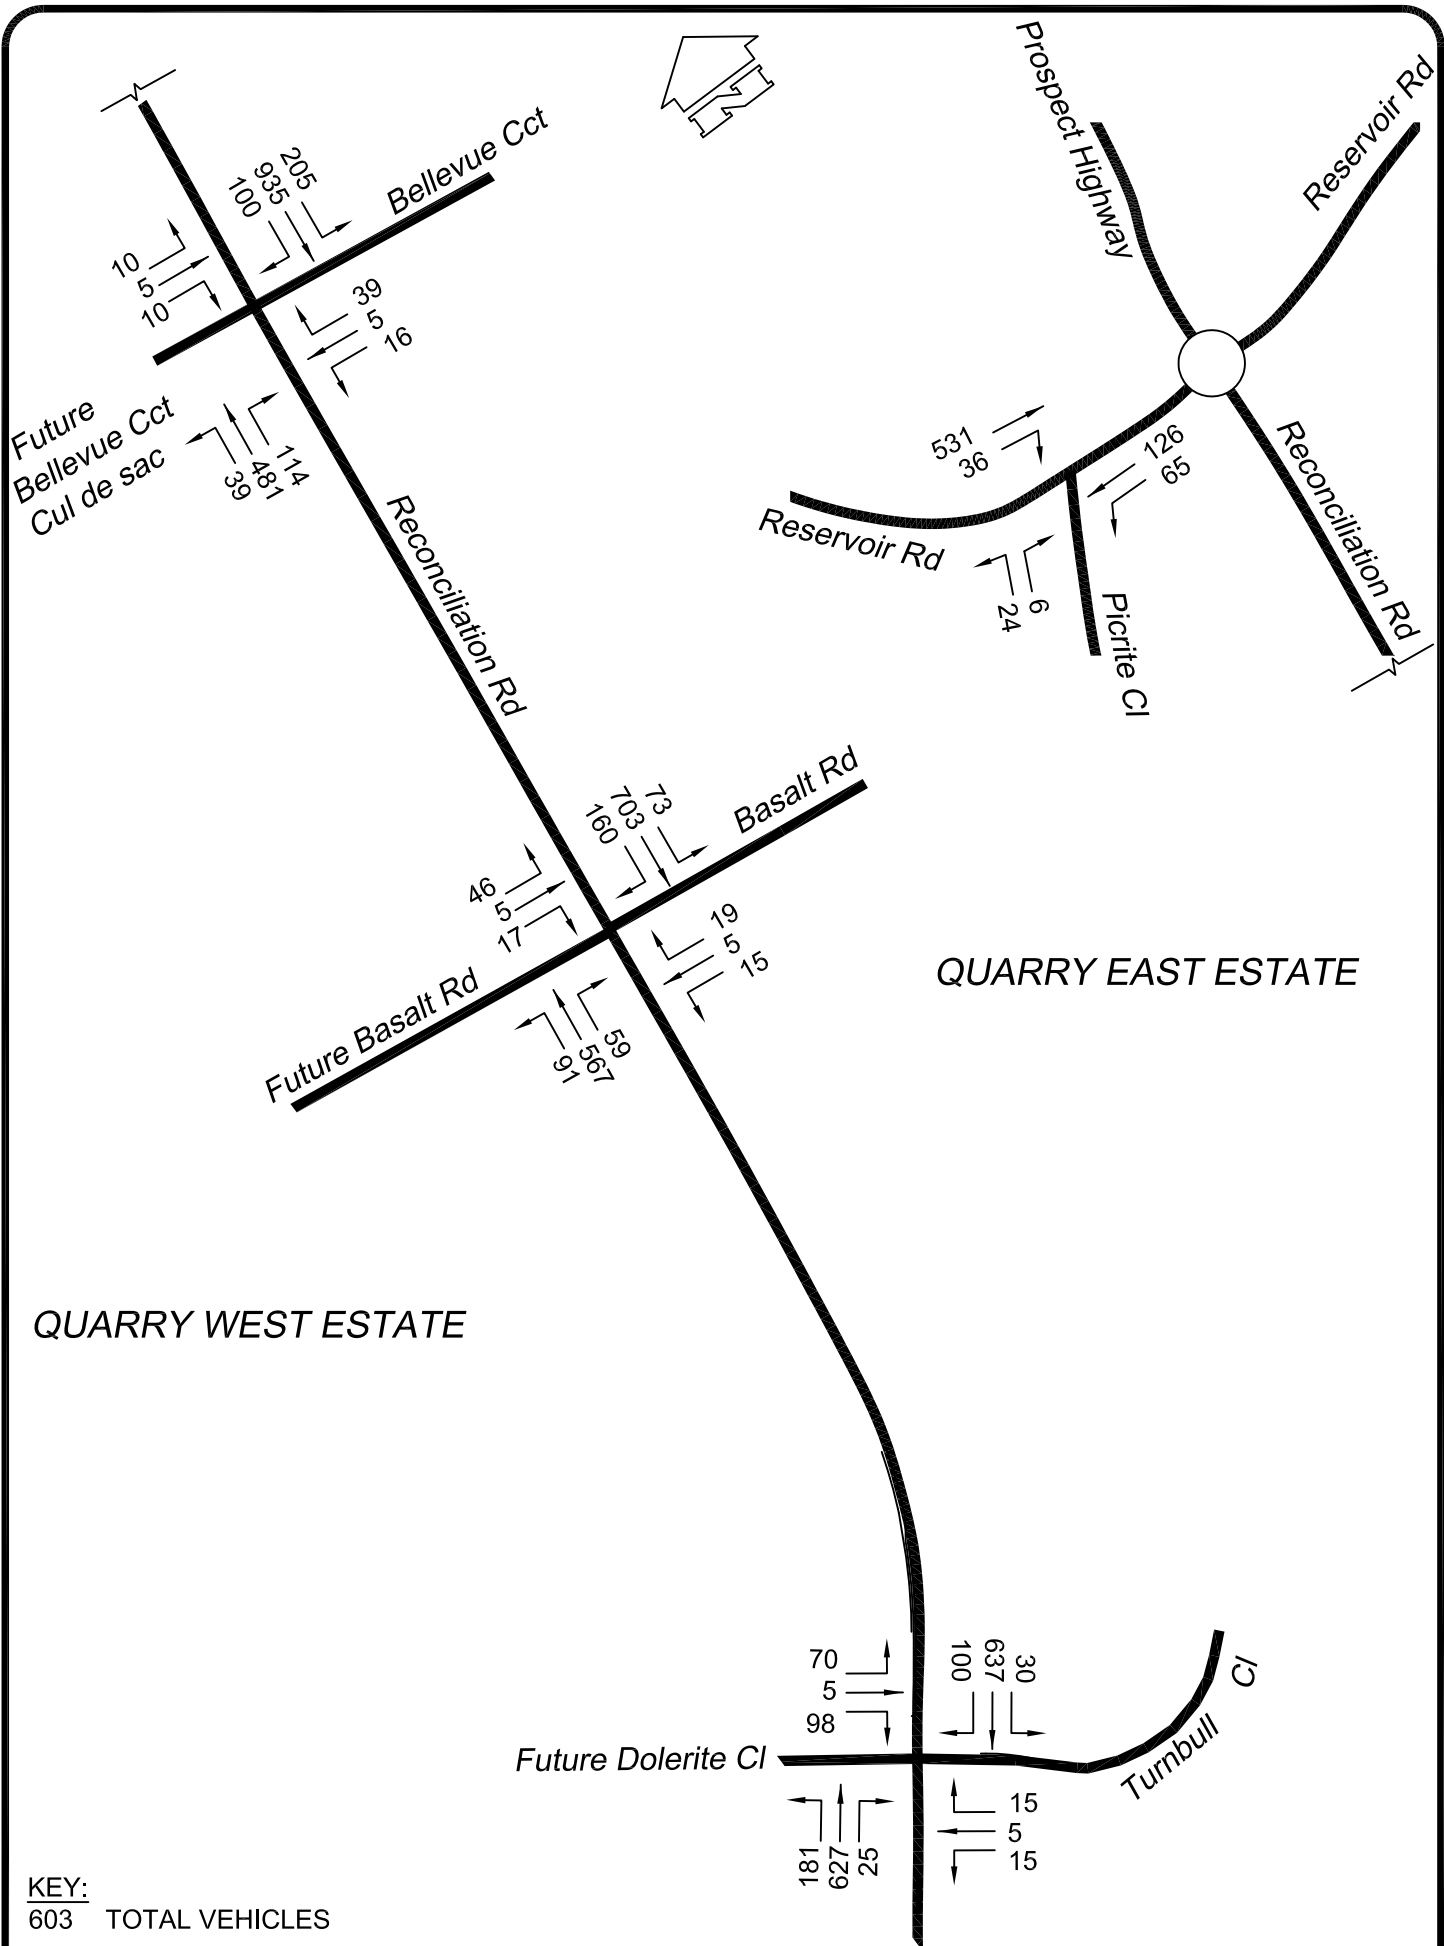 N
Prospect Highway
Reservoir Rd
205
935
100
Bellevue Cct
10
5
10
39
5
16
Future
Bellevue Cct
Cul de sac
39
481
114
531
36
126
65
Reservoir Rd
24
6
Picrite Cl
Reconciliation Rd
Reconciliation Rd
73
703
160
Basalt Rd
46
5
17
19
5
15
Future Basalt Rd
91
567
59
QUARRY EAST ESTATE
QUARRY WEST ESTATE
70
5
98
100
637
30
Future Dolerite Cl
Turnbull Cl
181
627
25
15
5
15
KEY:
603 TOTAL VEHICLES